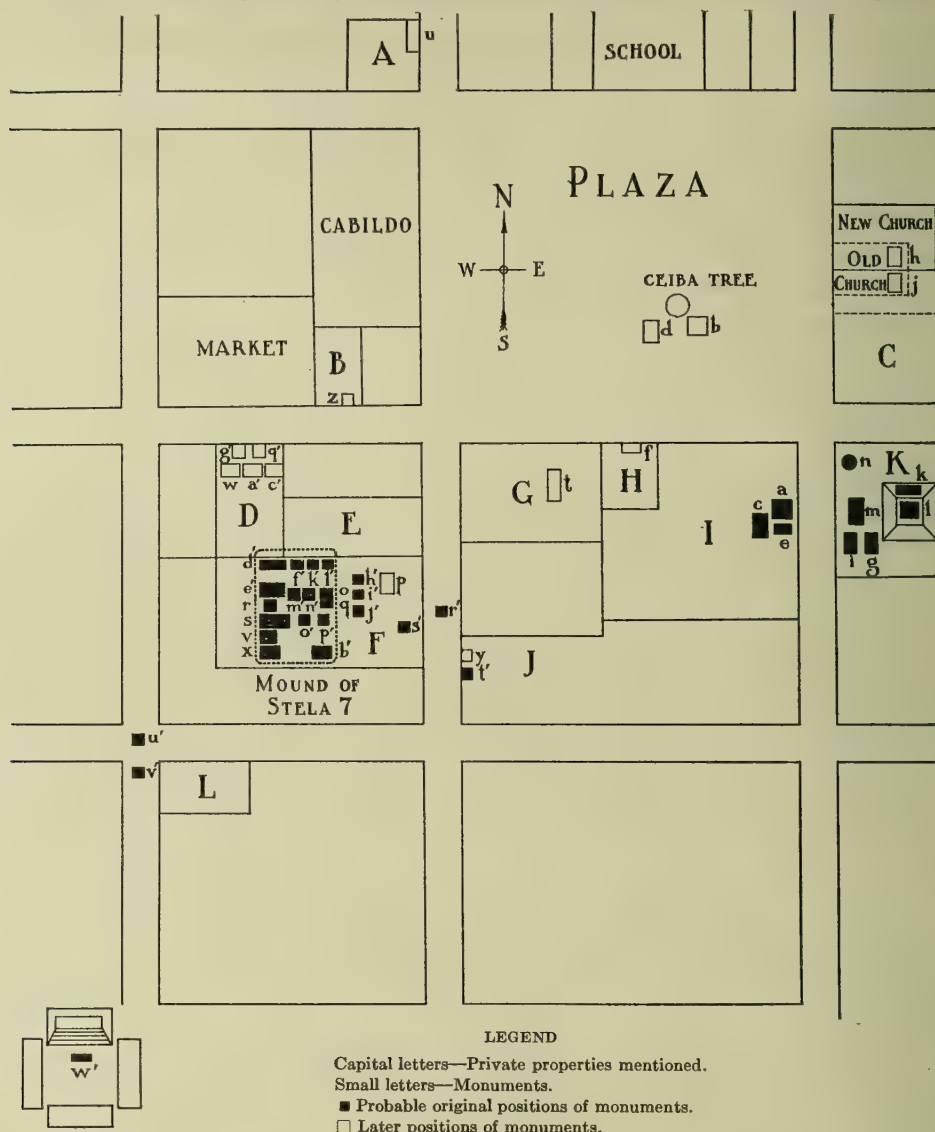 A
u
SCHOOL
PLAZA
N
W E
S
CABILDO
MARKET
B
z
CEIBA TREE
d b
NEW CHURCH
OLD h
CHURCH j
C
g' q'
w a' c'
D
E
G t
H f
I
a
c
e
n K k
m l
i g
d'
f' k' l'
e'
m' n'
r
s
o' p'
v
x
b'
o h' p
i'
q j'
s' r'
F
y
t'
J
MOUND OF
STELA 7
u'
v'
L
w'
LEGEND
Capital letters—Private properties mentioned.
Small letters—Monuments.
■ Probable original positions of monuments.
□ Later positions of monuments.